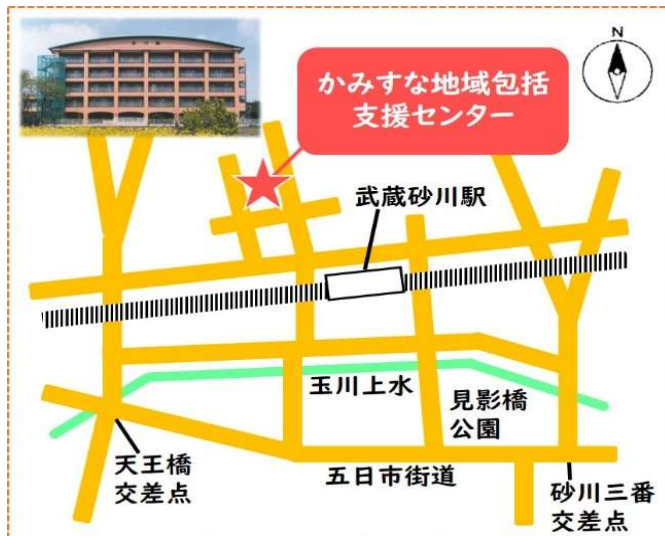 N
かみすな地域包括
支援センター
武蔵砂川駅
玉川上水
見影橋
公園
天王橋
交差点
五日市街道
砂川三番
交差点